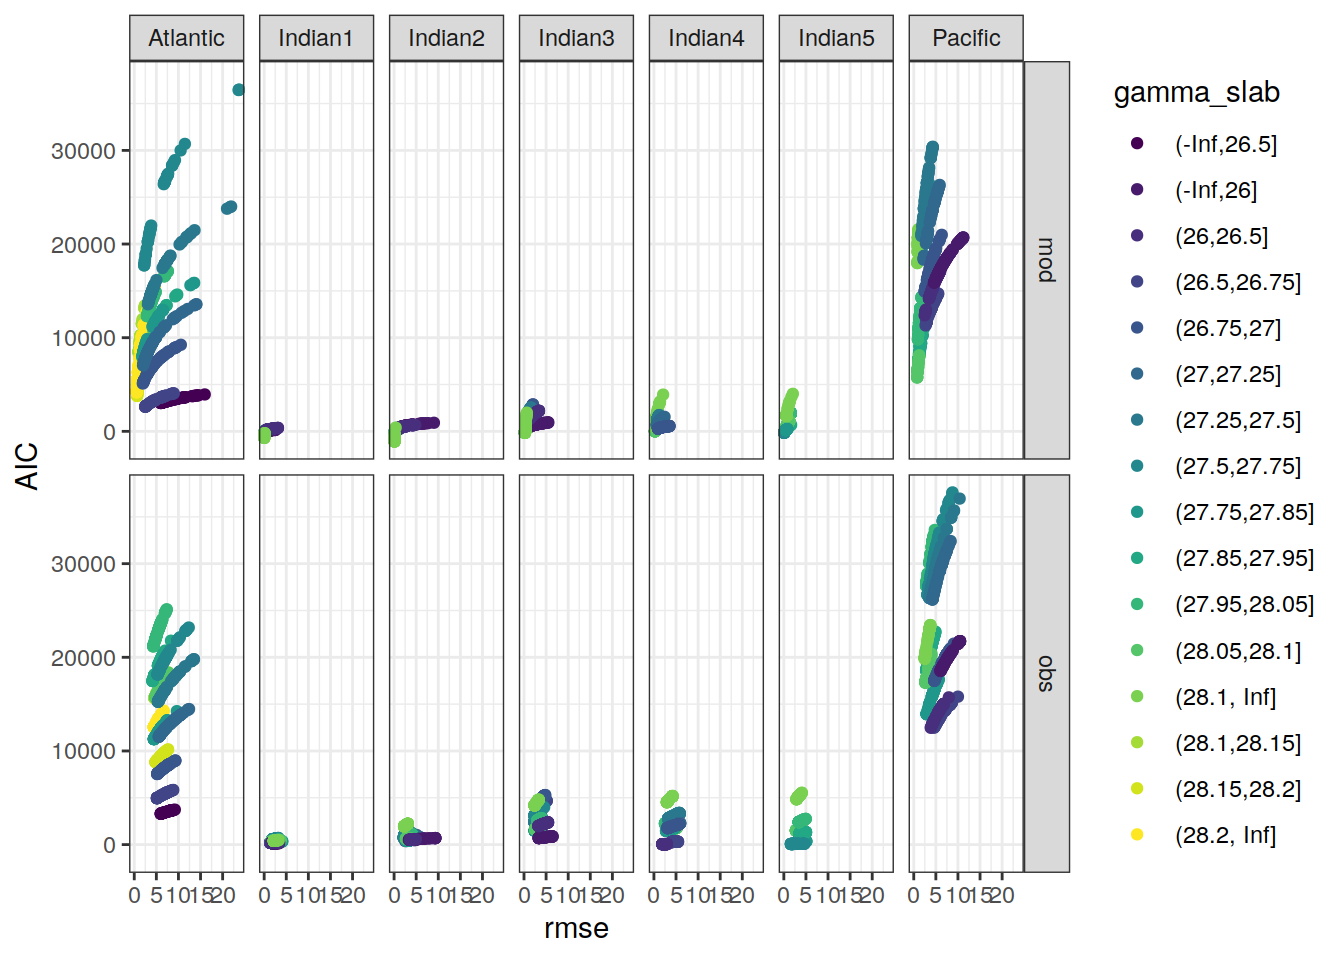 Atlantic Indian1 Indian2 Indian3 Indian4 Indian5 Pacific
mod
obs
AIC
30000
20000
10000
0
30000
20000
10000
0
0 5 10 15 20 0 5 10 15 20 0 5 10 15 20 0 5 10 15 20 0 5 10 15 20 0 5 10 15 20 0 5 10 15 20
rmse
gamma_slab
(-Inf,26.5]
(-Inf,26]
(26,26.5]
(26.5,26.75]
(26.75,27]
(27,27.25]
(27.25,27.5]
(27.5,27.75]
(27.75,27.85]
(27.85,27.95]
(27.95,28.05]
(28.05,28.1]
(28.1, Inf]
(28.1,28.15]
(28.15,28.2]
(28.2, Inf]